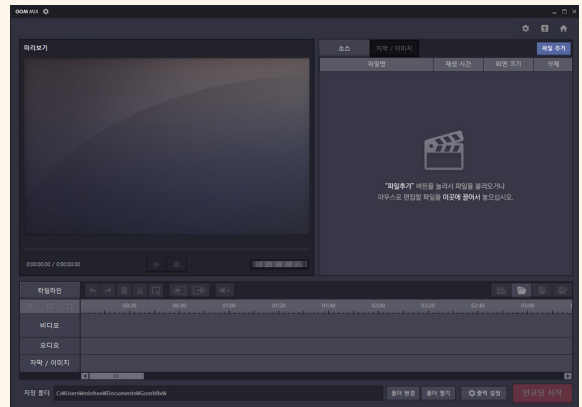 GOM MIX
미리보기
소스 자막 / 이미지 파일 추가
파일명 재생 시간 화면 크기 삭제
"파일추가" 버튼을 눌러서 파일을 불러오거나
마우스로 편집할 파일을 이곳에 끌어서 놓으십시오.
0:00:00.00 / 0:00:00.00
타임라인
00:20 00:40 01:00 01:20 01:40 02:00 02:20 02:40 03:00
비디오
오디오
자막 / 이미지
저장 폴더 C:₩Users₩minhee₩Documents₩GomMix₩ 폴더 변경 폴더 열기 출력 설정 인코딩 시작